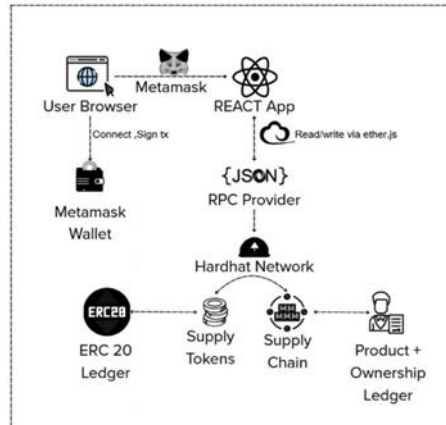 Metamask
User Browser
REACT App
Connect ,Sign tx
Read/write via ether.js
{JSON}
RPC Provider
Metamask
Wallet
Hardhat Network
ERC20
ERC 20
Ledger
Supply
Tokens
Supply
Chain
Product +
Ownership
Ledger